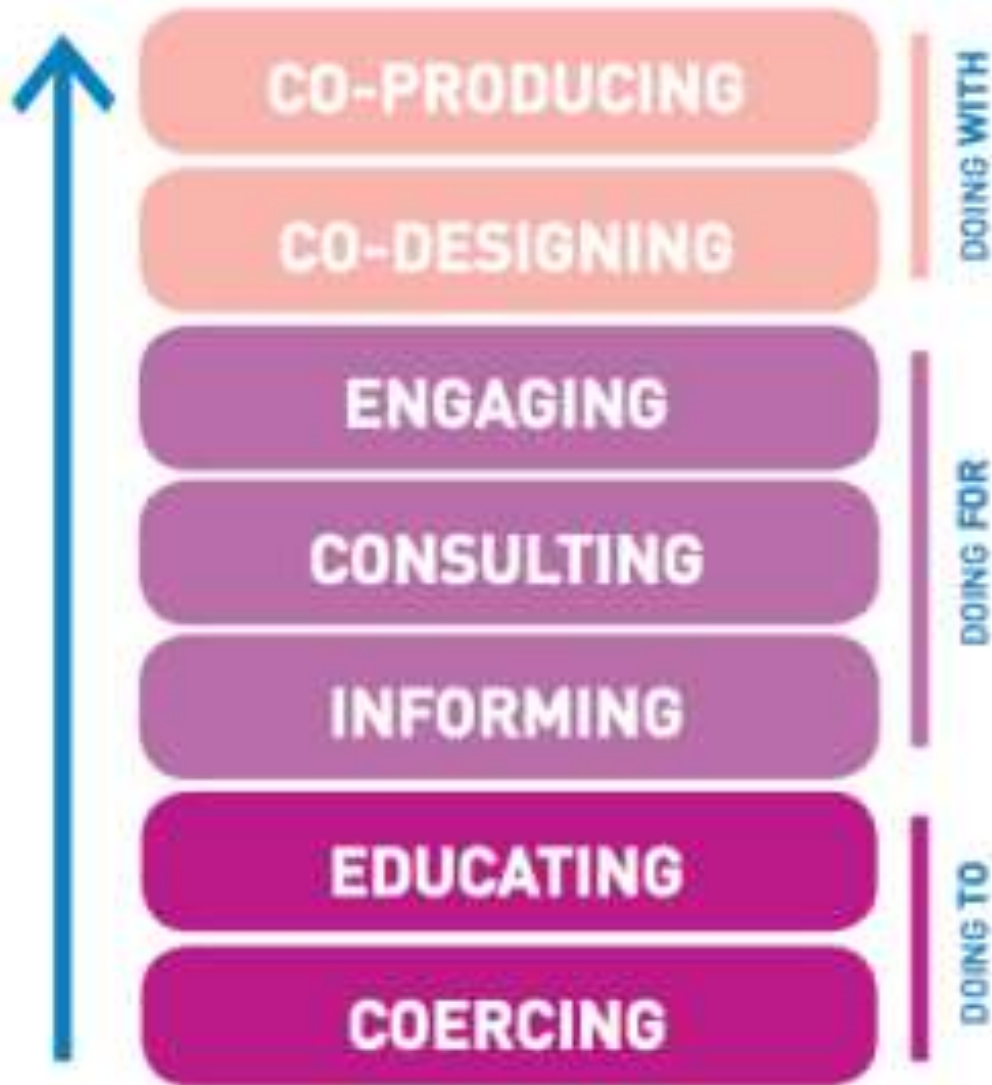 CO-PRODUCING
CO-DESIGNING
DOING WITH
ENGAGING
CONSULTING
INFORMING
DOING FOR
EDUCATING
COERCING
DOING TO